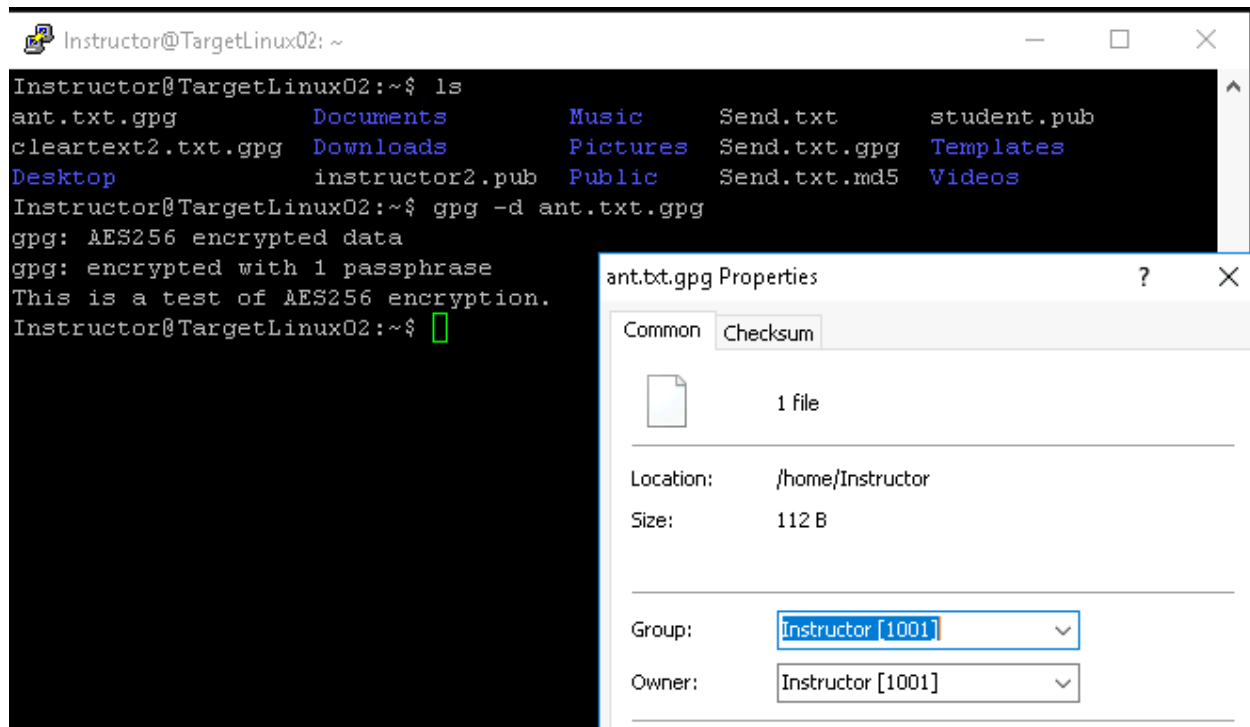 Instructor@TargetLinux02: ~
Instructor@TargetLinux02:~$ ls
ant.txt.gpg Documents Music Send.txt student.pub
cleartext2.txt.gpg Downloads Pictures Send.txt.gpg Templates
Desktop instructor2.pub Public Send.txt.md5 Videos
Instructor@TargetLinux02:~$ gpg -d ant.txt.gpg
gpg: AES256 encrypted data
gpg: encrypted with 1 passphrase
This is a test of AES256 encryption.
Instructor@TargetLinux02:~$
ant.txt.gpg Properties ?
Common Checksum
1 file
Location: /home/Instructor
Size: 112 B
Group: Instructor [1001]
Owner: Instructor [1001]